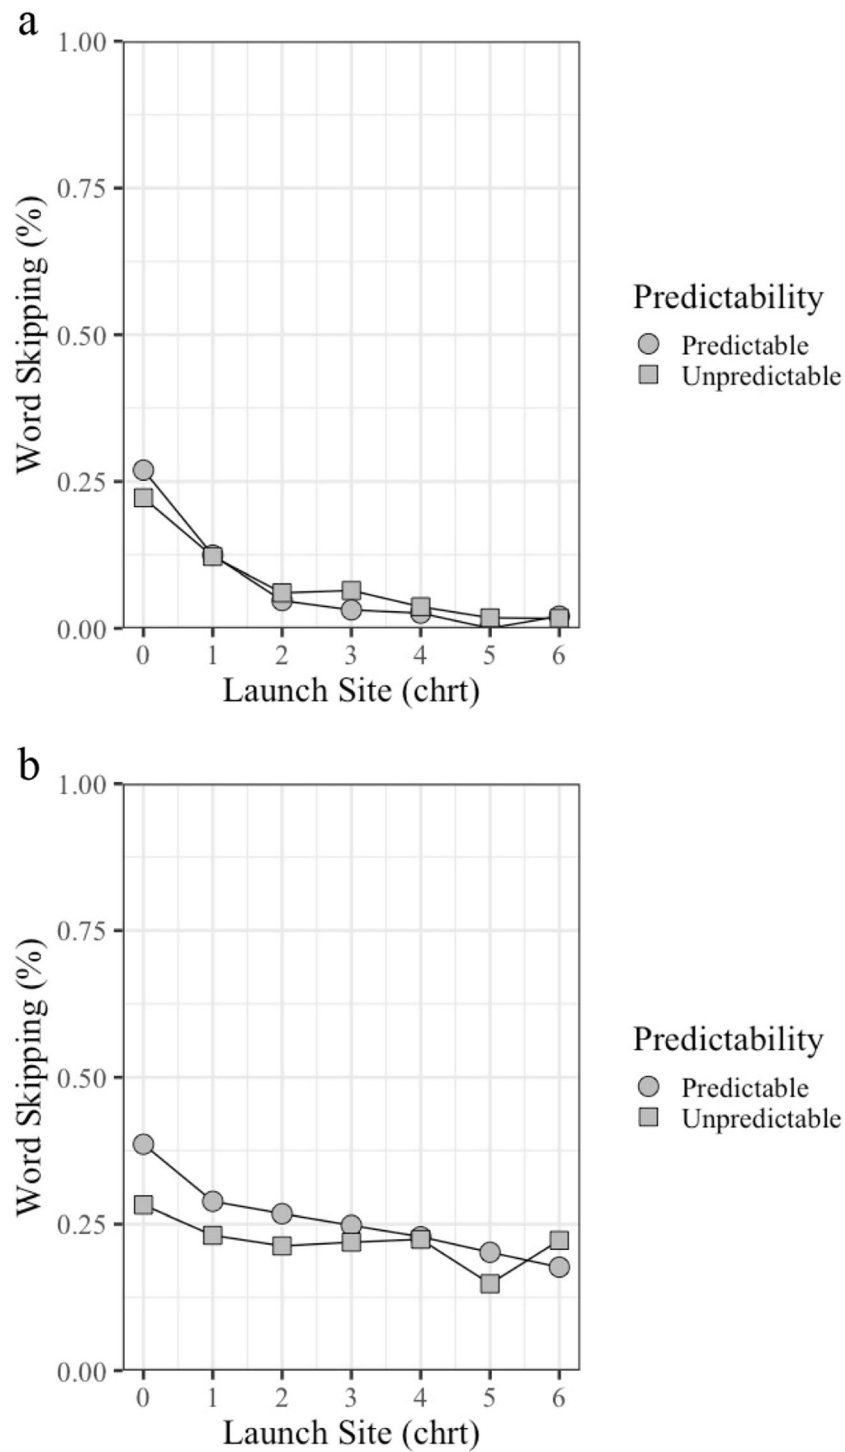 a
1.00
0.75
0.50
0.25
0.00
Word Skipping (%)
0 1 2 3 4 5 6
Launch Site (chrt)
Predictability
Predictable
Unpredictable
b
1.00
0.75
0.50
0.25
0.00
Word Skipping (%)
0 1 2 3 4 5 6
Launch Site (chrt)
Predictability
Predictable
Unpredictable